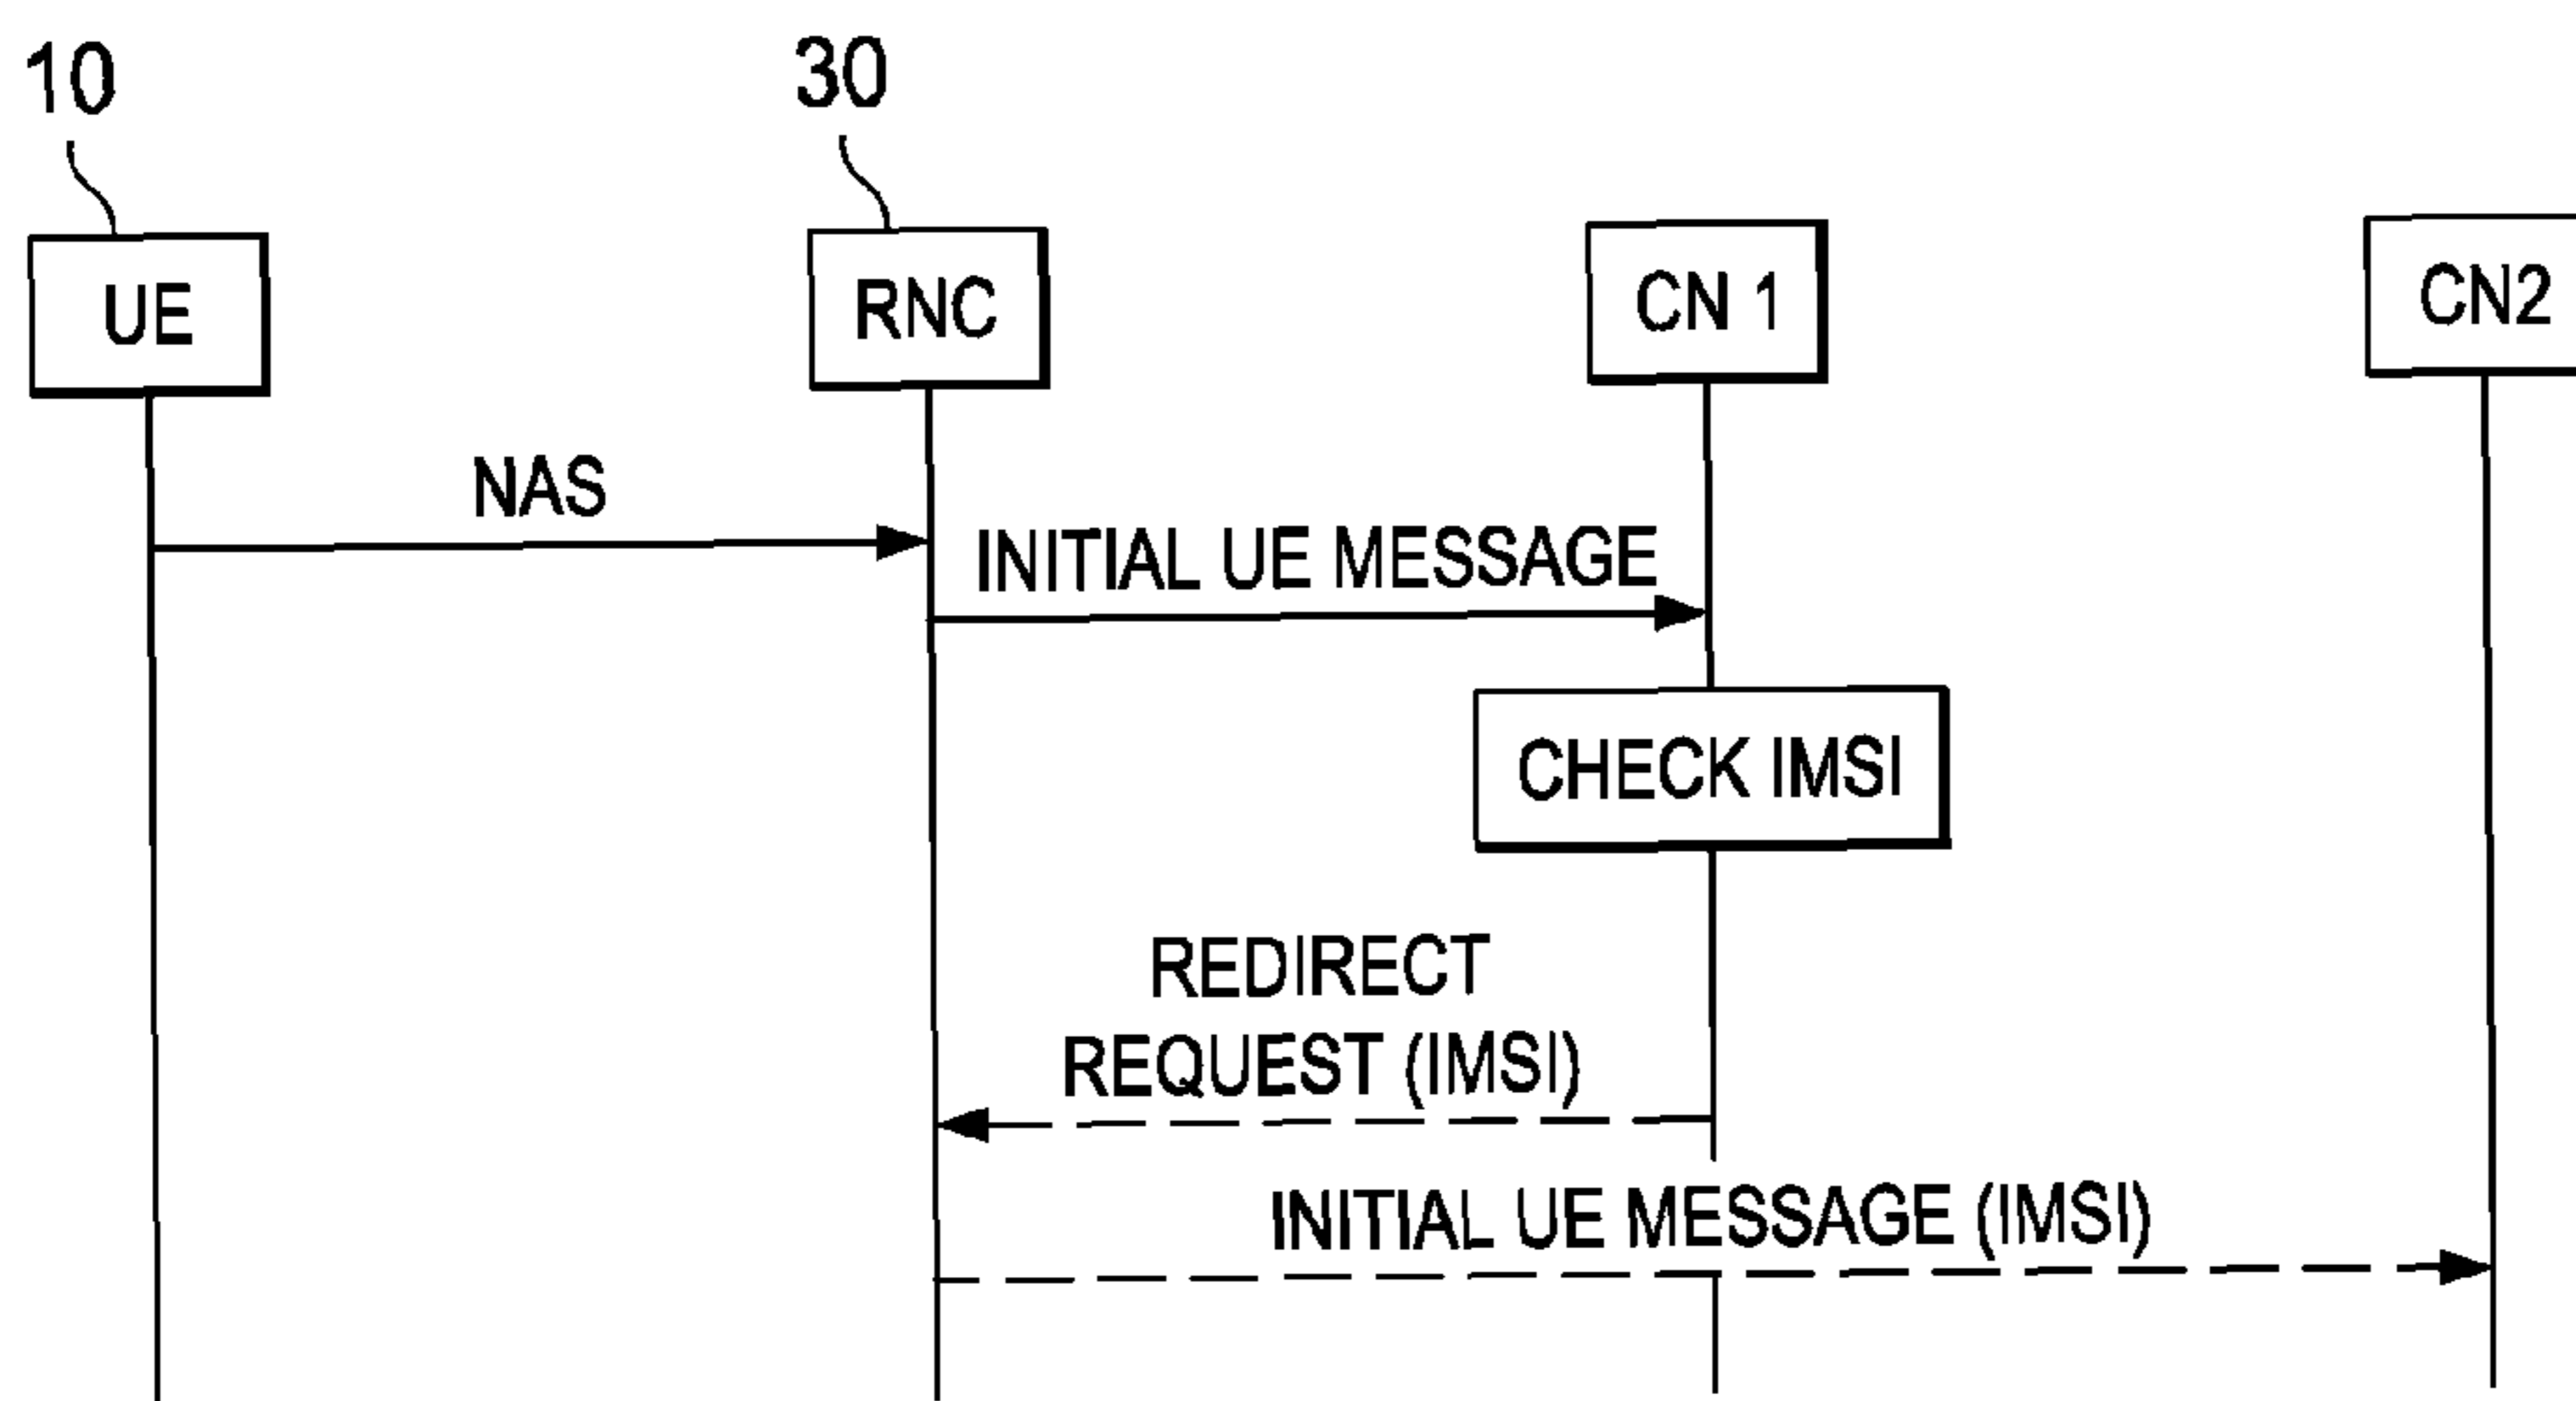 10
30
UE
RNC
CN 1
CN2
NAS
INITIAL UE MESSAGE
CHECK IMSI
REDIRECT
REQUEST (IMSI)
INITIAL UE MESSAGE (IMSI)